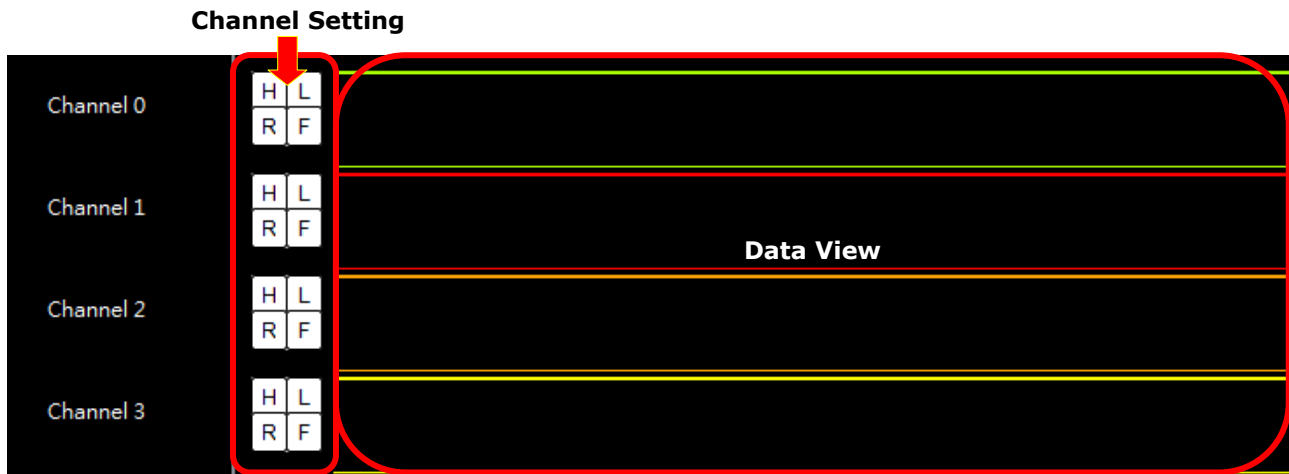 Channel Setting
Channel 0
H L
R F
Channel 1
H L
R F
Data View
Channel 2
H L
R F
Channel 3
H L
R F